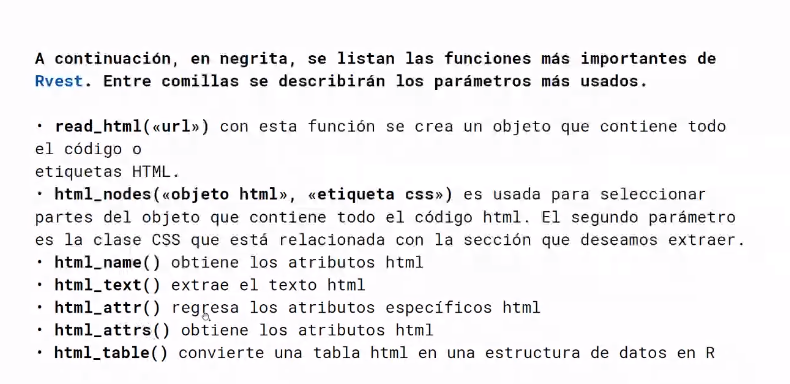 A continuación, en negrita, se listan las funciones más importantes de
Rvest. Entre comillas se describirán los parámetros más usados.
• read_html(«url») con esta función se crea un objeto que contiene todo
el código o
etiquetas HTML.
• html_nodes(«objeto html», «etiqueta css») es usada para seleccionar
partes del objeto que contiene todo el código html. El segundo parámetro
es la clase CSS que está relacionada con la sección que deseamos extraer.
• html_name() obtiene los atributos html
• html_text() extrae el texto html
• html_attr() regresa los atributos específicos html
• html_attrs() obtiene los atributos html
• html_table() convierte una tabla html en una estructura de datos en R